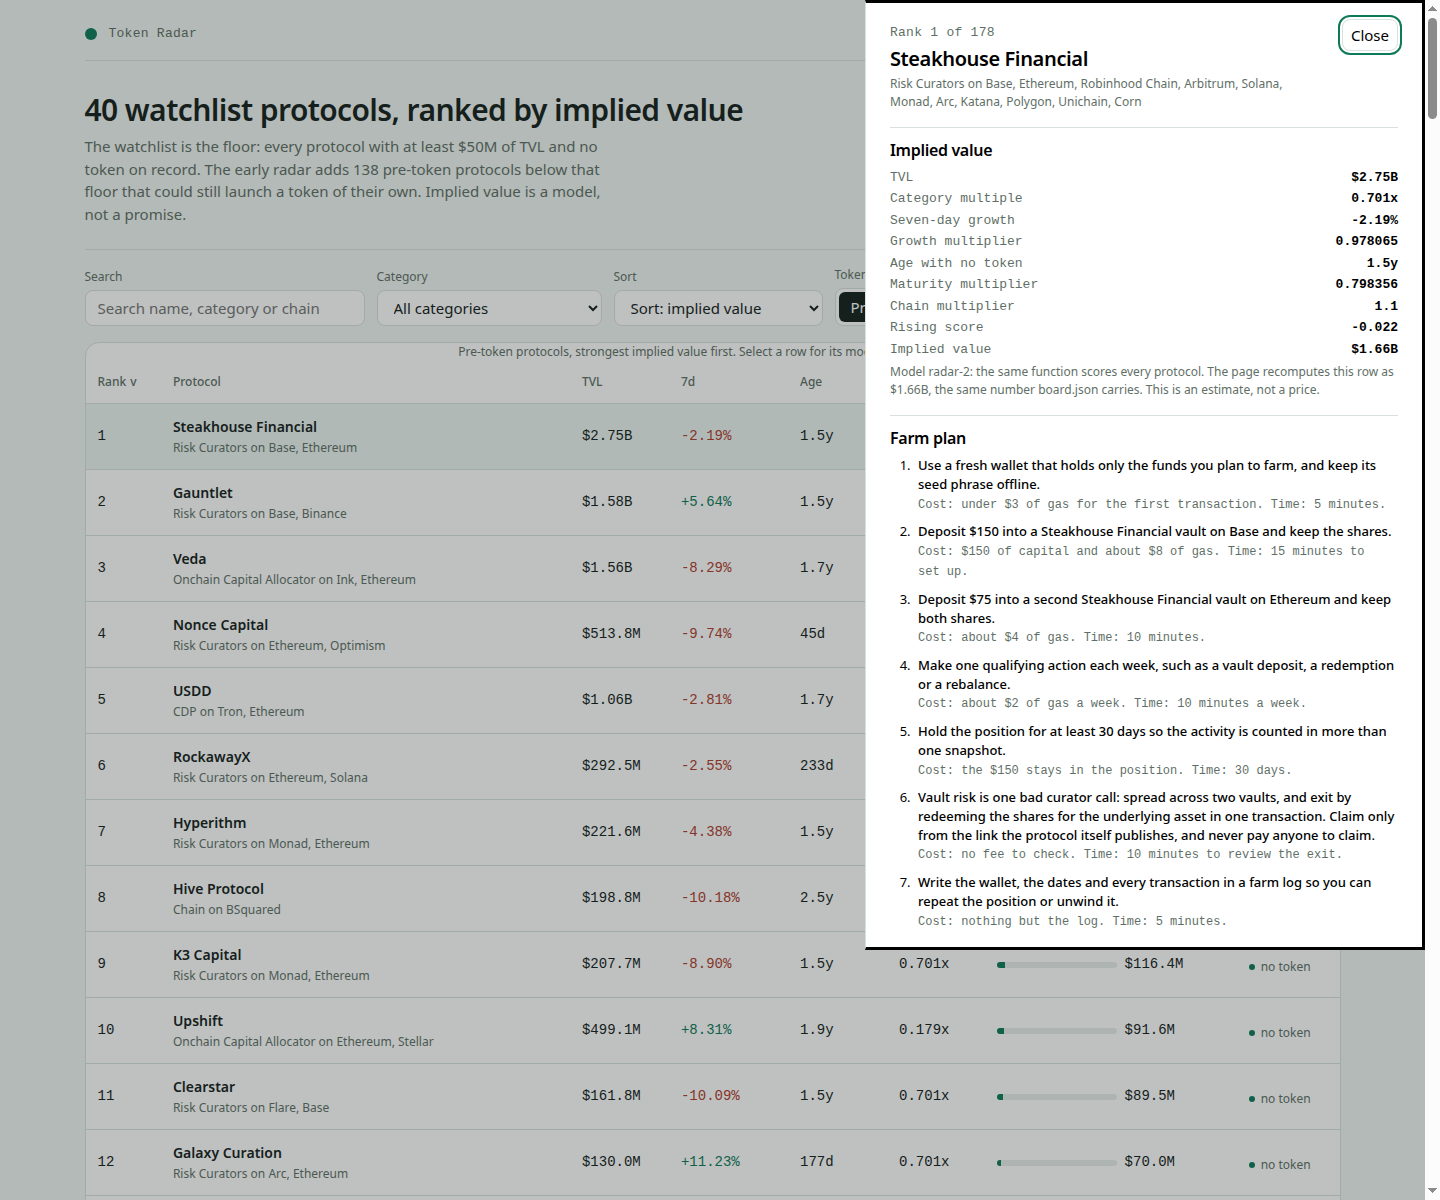 Token Radar
40 watchlist protocols, ranked by implied value
The watchlist is the floor: every protocol with at least $50M of TVL and no
token on record. The early radar adds 138 pre-token protocols below that
floor that could still launch a token of their own. Implied value is a model,
not a promise.
Search
Category
Sort
Token
Search name, category or chain
All categories
Sort: implied value
Pr
Pre-token protocols, strongest implied value first. Select a row for its mo
Rank v
Protocol
TVL
7d
Age
1
Steakhouse Financial
Risk Curators on Base, Ethereum
$2.75B
-2.19%
1.5y
2
Gauntlet
Risk Curators on Base, Binance
$1.58B
+5.64%
1.5y
3
Veda
Onchain Capital Allocator on Ink, Ethereum
$1.56B
-8.29%
1.7y
4
Nonce Capital
Risk Curators on Ethereum, Optimism
$513.8M
-9.74%
45d
5
USDD
CDP on Tron, Ethereum
$1.06B
-2.81%
1.7y
6
RockawayX
Risk Curators on Ethereum, Solana
$292.5M
-2.55%
233d
7
Hyperithm
Risk Curators on Monad, Ethereum
$221.6M
-4.38%
1.5y
8
Hive Protocol
Chain on BSquared
$198.8M
-10.18%
2.5y
9
K3 Capital
Risk Curators on Monad, Ethereum
$207.7M
-8.90%
1.5y
0.701x
$116.4M
no token
10
Upshift
Onchain Capital Allocator on Ethereum, Stellar
$499.1M
+8.31%
1.9y
0.179x
$91.6M
no token
11
Clearstar
Risk Curators on Flare, Base
$161.8M
-10.09%
1.5y
0.701x
$89.5M
no token
12
Galaxy Curation
Risk Curators on Arc, Ethereum
$130.0M
+11.23%
177d
0.701x
$70.0M
no token
Rank 1 of 178
Close
Steakhouse Financial
Risk Curators on Base, Ethereum, Robinhood Chain, Arbitrum, Solana,
Monad, Arc, Katana, Polygon, Unichain, Corn
Implied value
TVL $2.75B
Category multiple 0.701x
Seven-day growth -2.19%
Growth multiplier 0.978065
Age with no token 1.5y
Maturity multiplier 0.798356
Chain multiplier 1.1
Rising score -0.022
Implied value $1.66B
Model radar-2: the same function scores every protocol. The page recomputes this row as
$1.66B, the same number board.json carries. This is an estimate, not a price.
Farm plan
1. Use a fresh wallet that holds only the funds you plan to farm, and keep its
seed phrase offline.
Cost: under $3 of gas for the first transaction. Time: 5 minutes.
2. Deposit $150 into a Steakhouse Financial vault on Base and keep the shares.
Cost: $150 of capital and about $8 of gas. Time: 15 minutes to
set up.
3. Deposit $75 into a second Steakhouse Financial vault on Ethereum and keep
both shares.
Cost: about $4 of gas. Time: 10 minutes.
4. Make one qualifying action each week, such as a vault deposit, a redemption
or a rebalance.
Cost: about $2 of gas a week. Time: 10 minutes a week.
5. Hold the position for at least 30 days so the activity is counted in more than
one snapshot.
Cost: the $150 stays in the position. Time: 30 days.
6. Vault risk is one bad curator call: spread across two vaults, and exit by
redeeming the shares for the underlying asset in one transaction. Claim only
from the link the protocol itself publishes, and never pay anyone to claim.
Cost: no fee to check. Time: 10 minutes to review the exit.
7. Write the wallet, the dates and every transaction in a farm log so you can
repeat the position or unwind it.
Cost: nothing but the log. Time: 5 minutes.